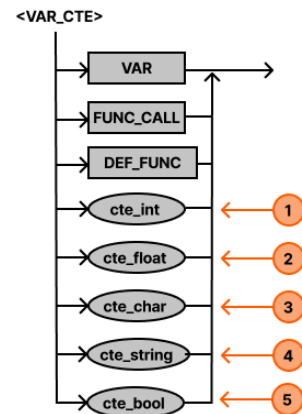 <VAR_CTE>
VAR
FUNC_CALL
DEF_FUNC
cte_int 1
cte_float 2
cte_char 3
cte_string 4
cte_bool 5